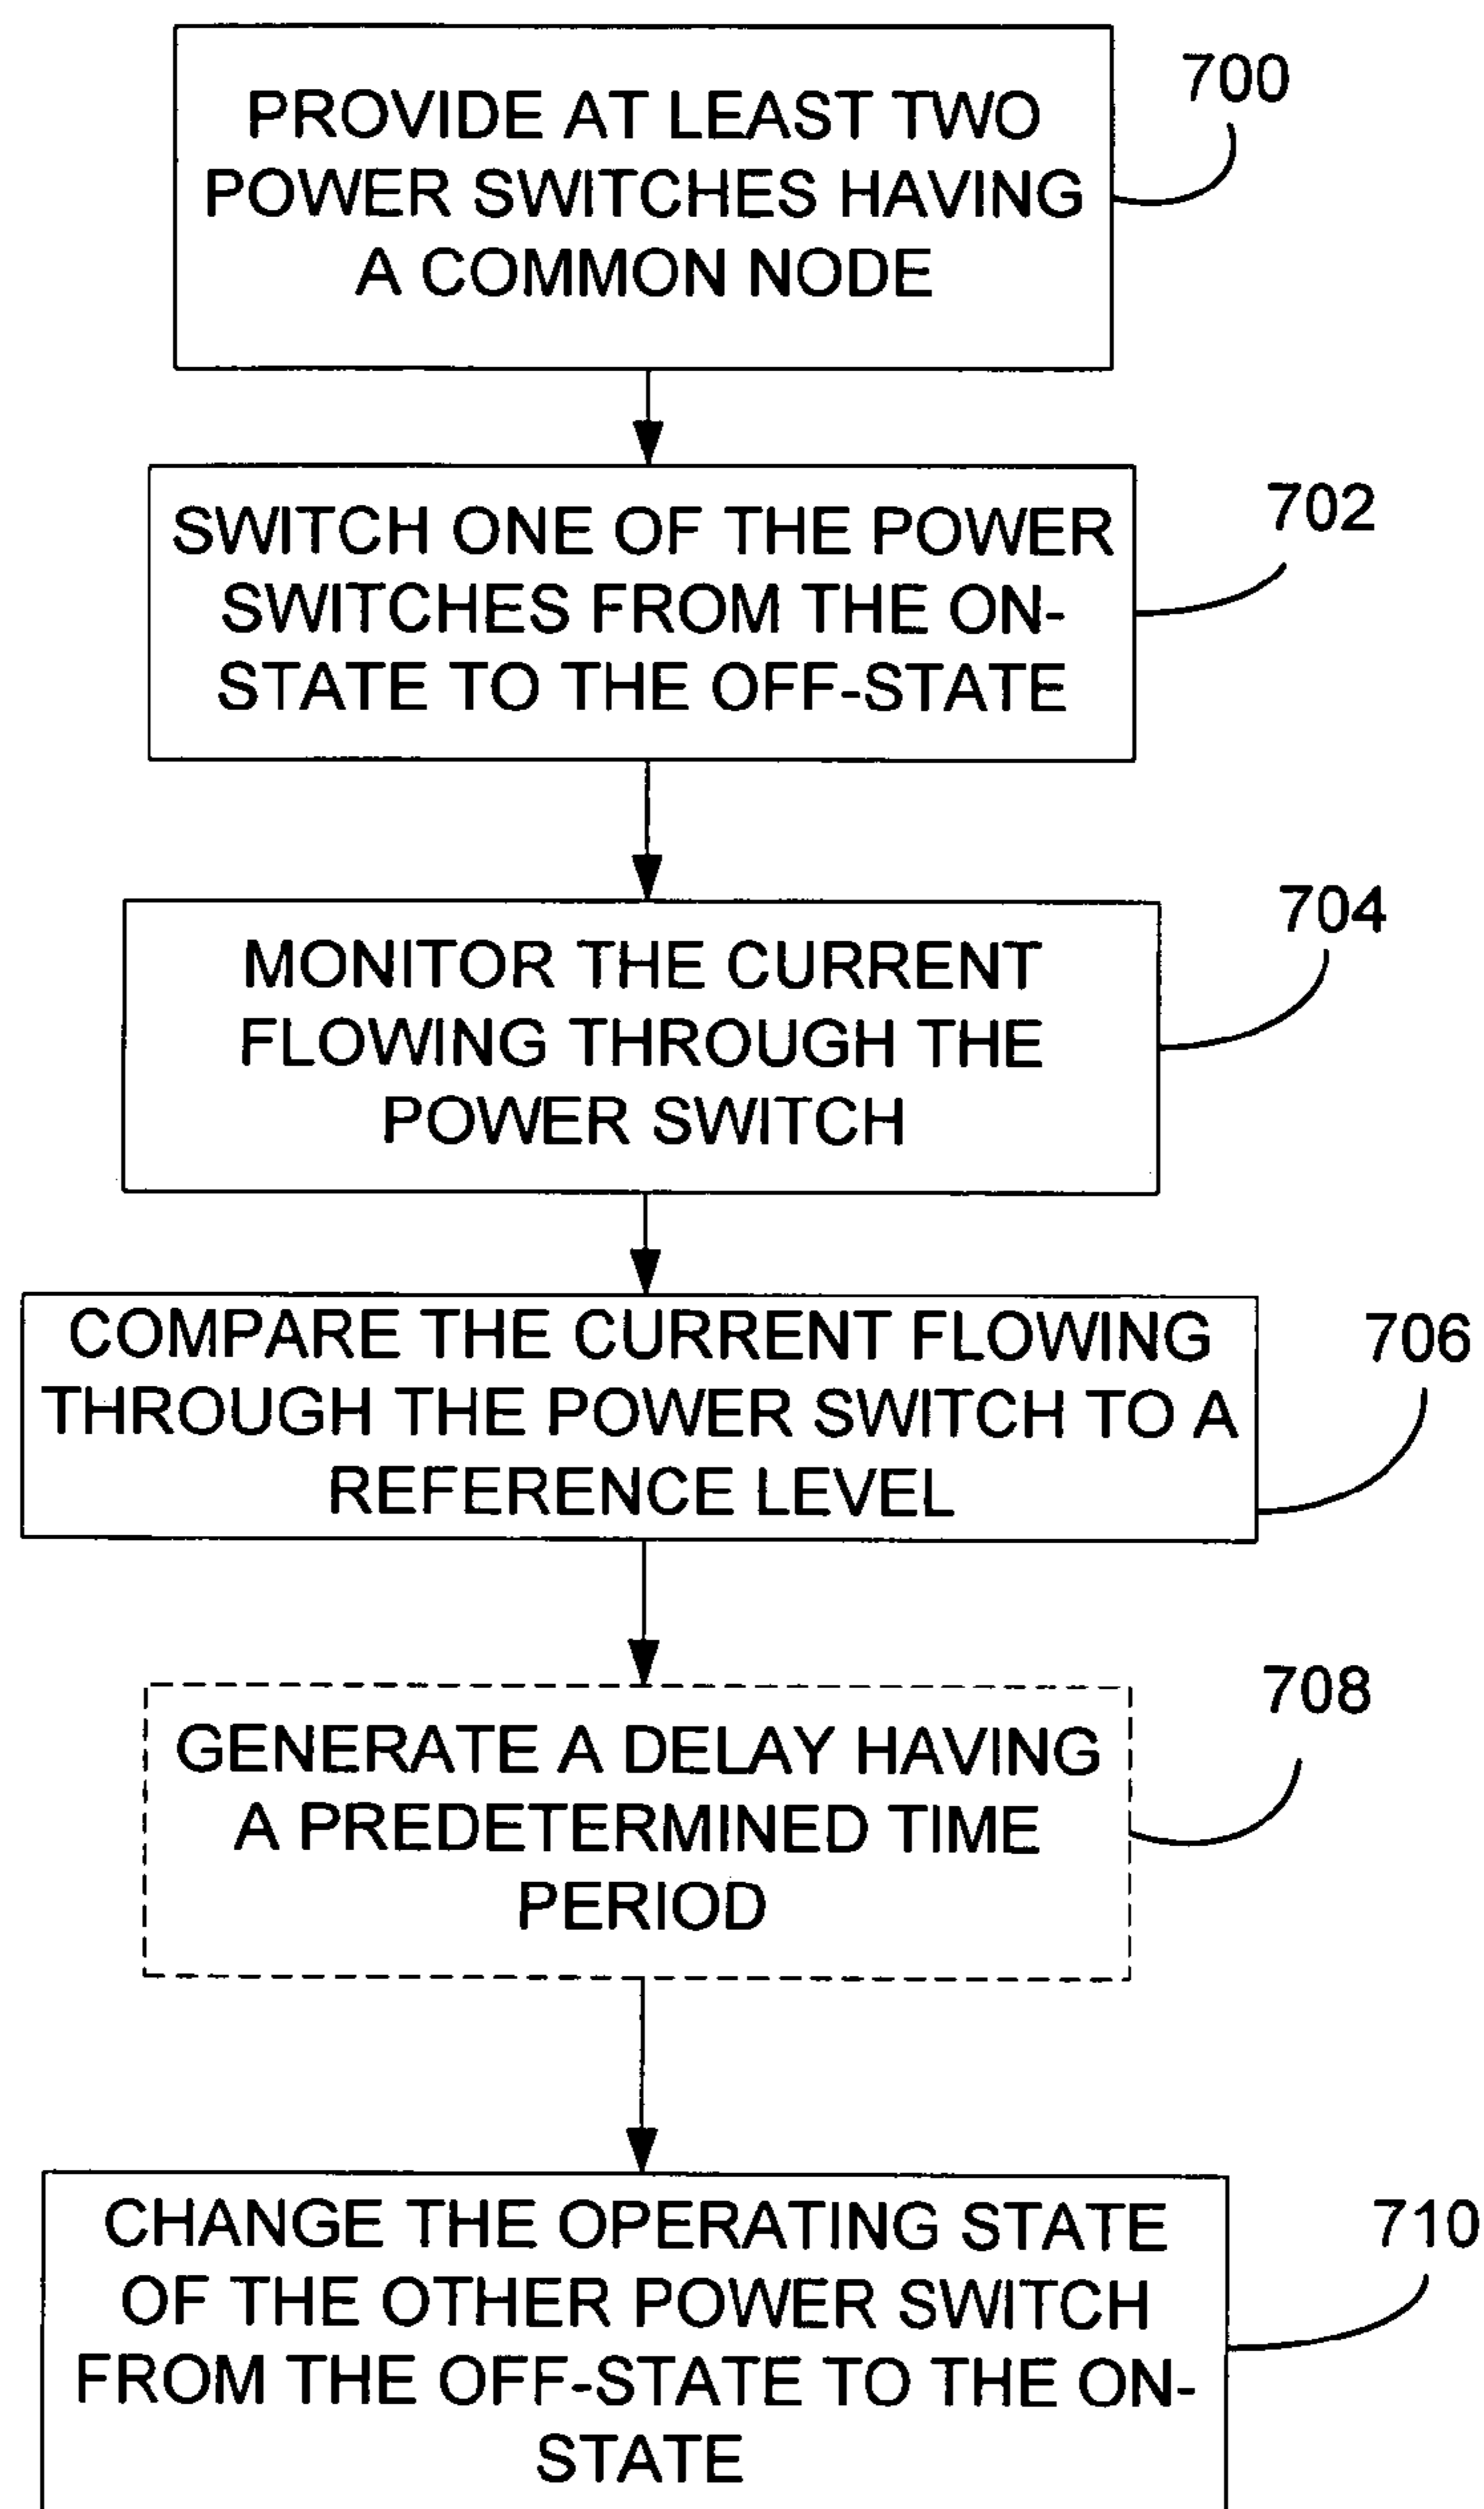 PROVIDE AT LEAST TWO
POWER SWITCHES HAVING
A COMMON NODE
700
SWITCH ONE OF THE POWER
SWITCHES FROM THE ON-
STATE TO THE OFF-STATE
702
MONITOR THE CURRENT
FLOWING THROUGH THE
POWER SWITCH
704
COMPARE THE CURRENT FLOWING
THROUGH THE POWER SWITCH TO A
REFERENCE LEVEL
706
GENERATE A DELAY HAVING
A PREDETERMINED TIME
PERIOD
708
CHANGE THE OPERATING STATE
OF THE OTHER POWER SWITCH
FROM THE OFF-STATE TO THE ON-
STATE
710